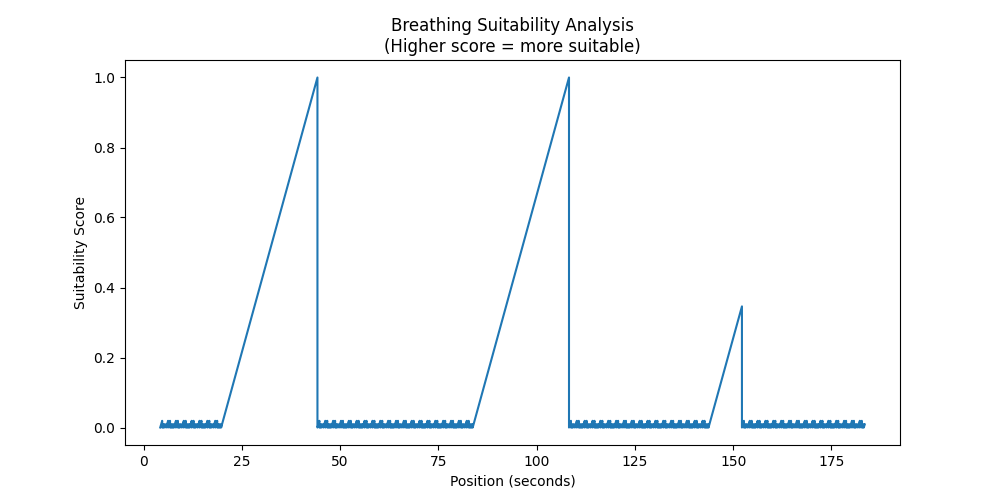 Breathing Suitability Analysis
(Higher score = more suitable)
Suitability Score
1.0
0.8
0.6
0.4
0.2
0.0
0 25 50 75 100 125 150 175
Position (seconds)